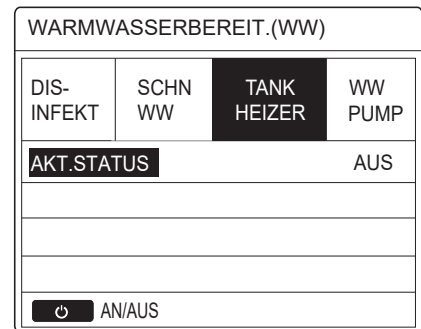 WARMWASSERBEREIT.(WW)
DIS-
INFEKT
SCHN
WW
TANK
HEIZER
WW
PUMP
AKT.STATUS AUS
AN/AUS